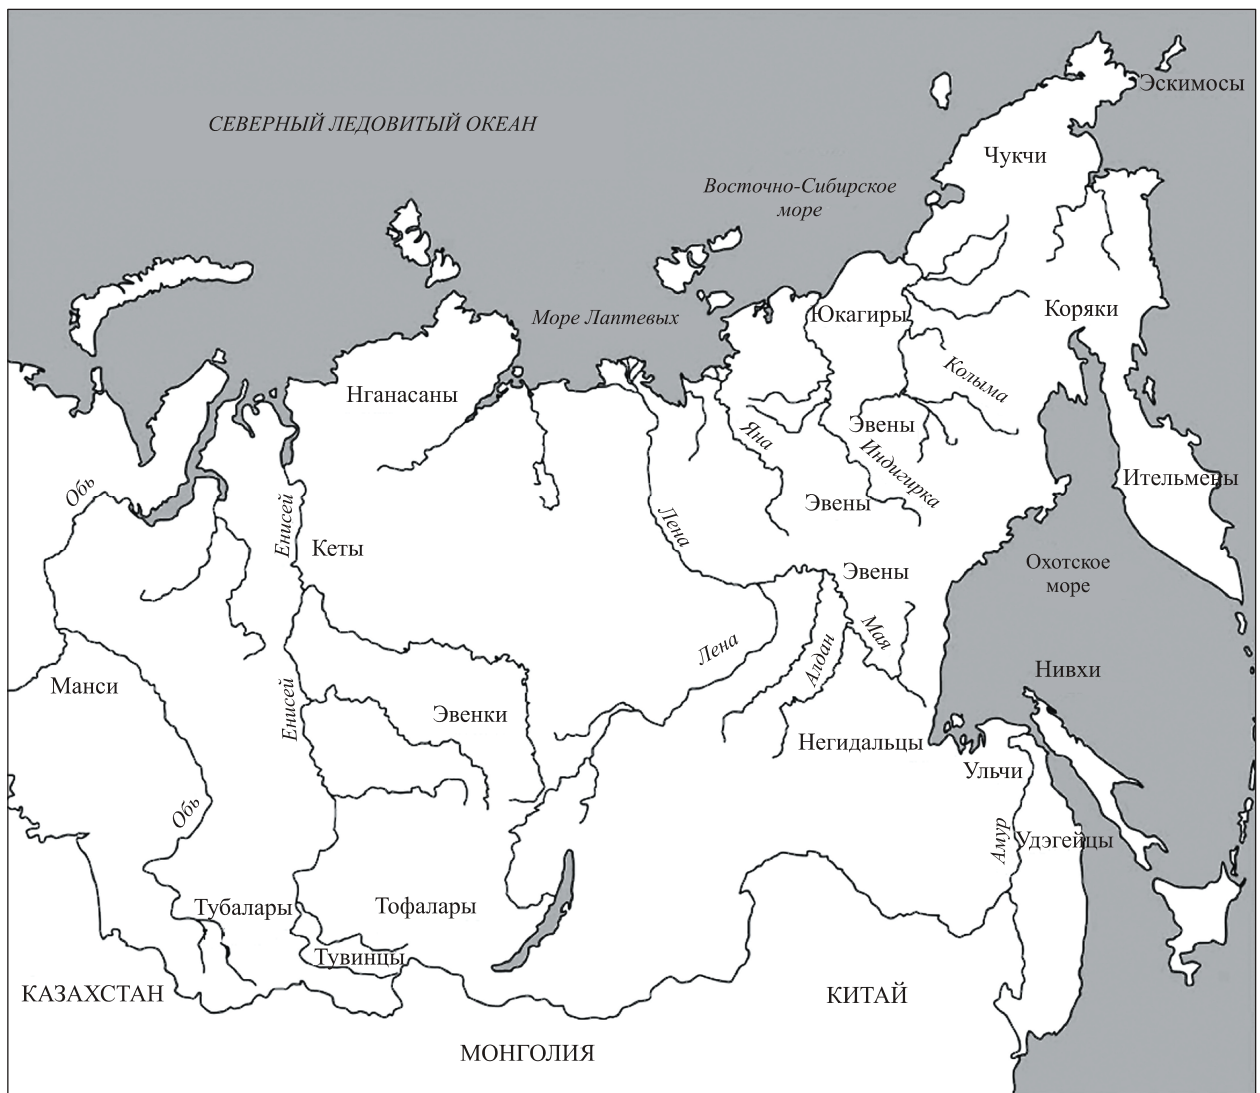 Эскимосы
СЕВЕРНЫЙ ЛЕДОВИТЫЙ ОКЕАН
Чукчи
Восточно-Сибирское
море
Море Лаптевых
Юкагиры
Коряки
Нганасаны
Колыма
Эвены
Яна
Индигирка
Обь
Ительмены
Эвены
Енисей
Лена
Кеты
Охотское
море
Эвены
Мая
Лена
Алдан
Нивхи
Манси
Енисей
Эвенки
Негидальцы
Ульчи
Обь
Амур
Удэгейцы
Тубалары
Тофалары
Тувинцы
КАЗАХСТАН
КИТАЙ
МОНГОЛИЯ